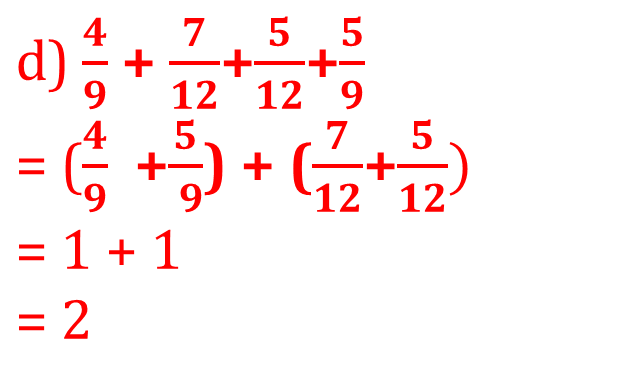 d) 4/9 + 7/12 + 5/12 + 5/9
= (4/9 + 5/9) + (7/12 + 5/12)
= 1 + 1
= 2